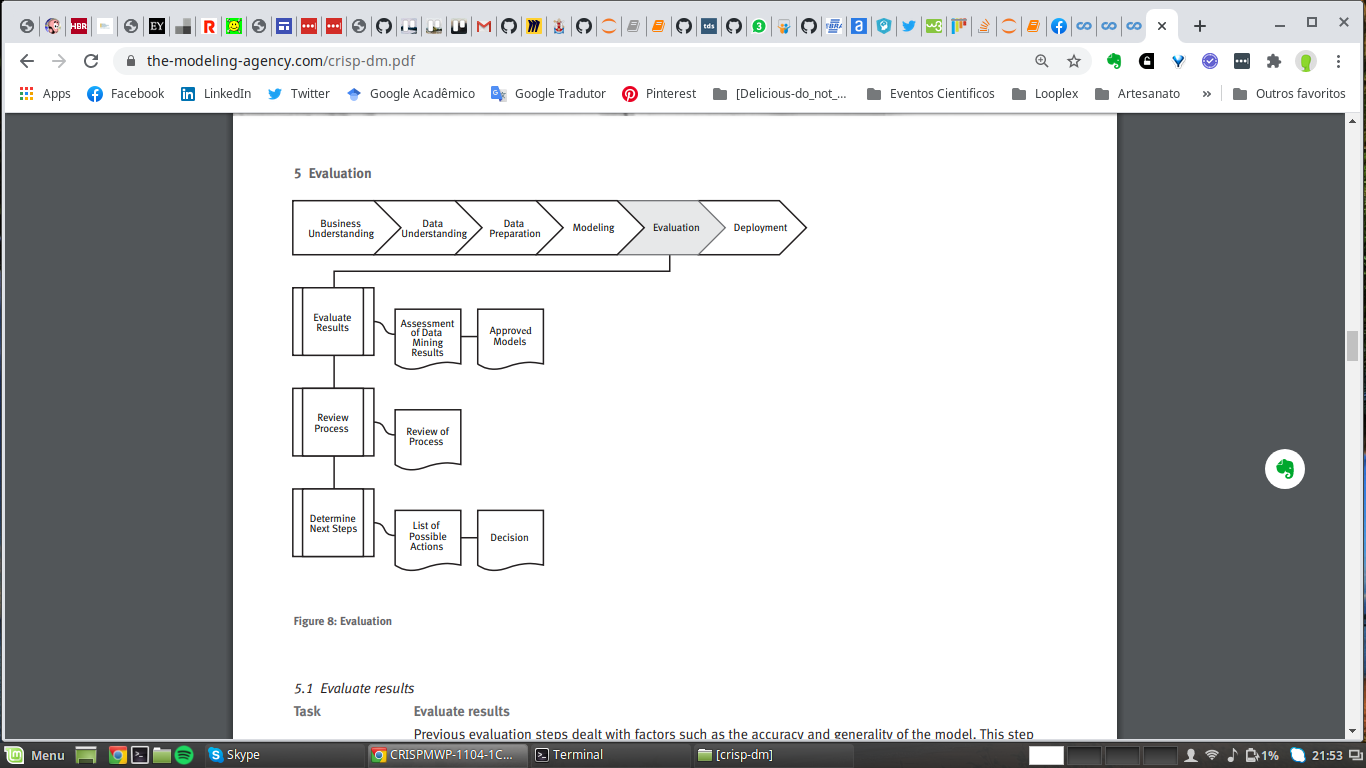 HBR
EY
R
tds
3
a
the-modeling-agency.com/crisp-dm.pdf
Apps
Facebook
LinkedIn
Twitter
Google Acadêmico
Google Tradutor
Pinterest
[Delicious-do_not_...
Eventos Cientificos
Looplex
Artesanato
»
Outros favoritos
5 Evaluation
Business
Understanding
Data
Understanding
Data
Preparation
Modeling
Evaluation
Deployment
Evaluate
Results
Assessment
of Data
Mining
Results
Approved
Models
Review
Process
Review of
Process
Determine
Next Steps
List of
Possible
Actions
Decision
Figure 8: Evaluation
5.1 Evaluate results
Task
Evaluate results
Previous evaluation steps dealt with factors such as the accuracy and generality of the model. This step
Menu
Skype
CRISPMWP-1104-1C...
Terminal
[crisp-dm]
1%
21:53